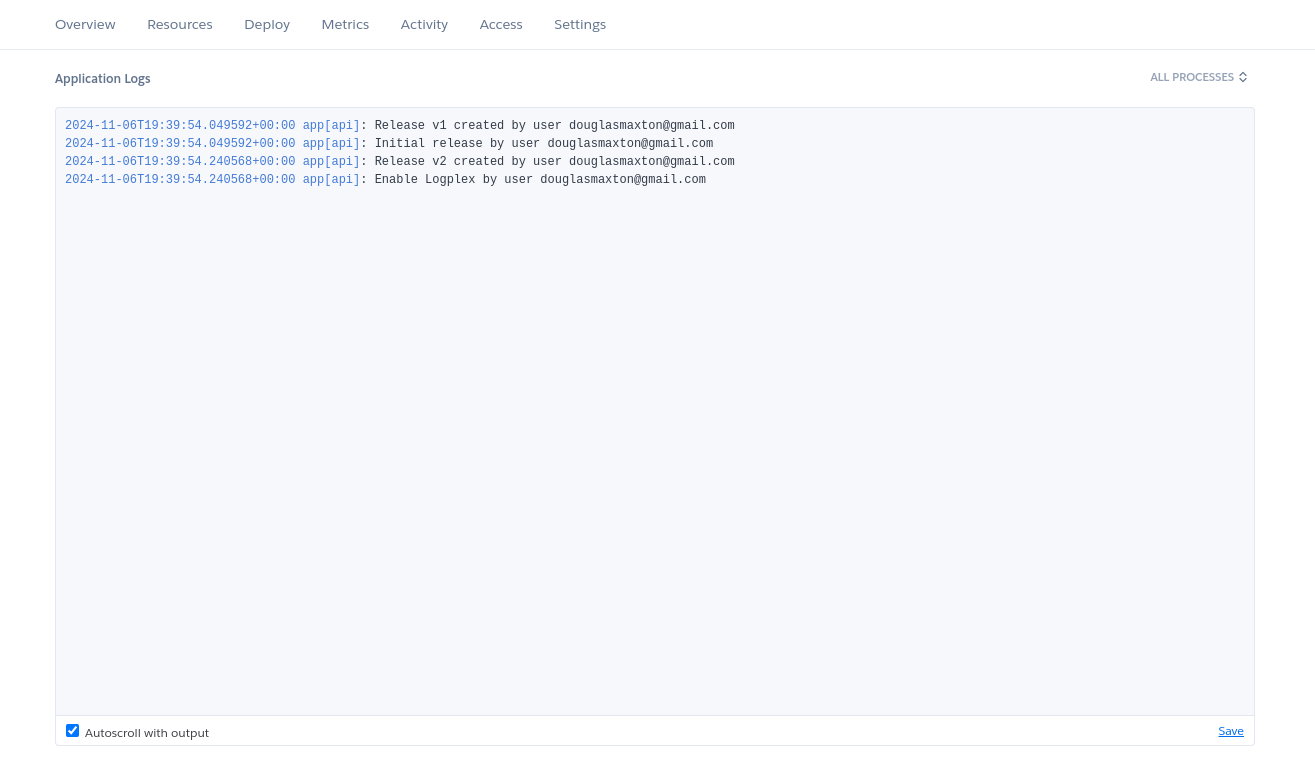 Overview Resources Deploy Metrics Activity Access Settings
Application Logs ALL PROCESSES
2024-11-06T19:39:54.049592+00:00 app[api]: Release v1 created by user douglasmaxton@gmail.com
2024-11-06T19:39:54.049592+00:00 app[api]: Initial release by user douglasmaxton@gmail.com
2024-11-06T19:39:54.240568+00:00 app[api]: Release v2 created by user douglasmaxton@gmail.com
2024-11-06T19:39:54.240568+00:00 app[api]: Enable Logplex by user douglasmaxton@gmail.com
Autoscroll with output Save